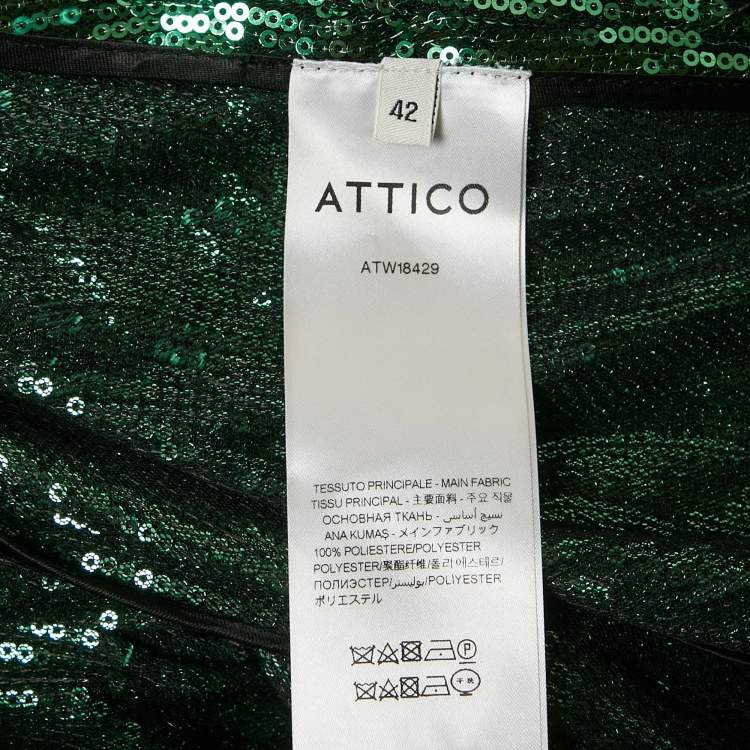 42
ATTICO
ATW18429
TESSUTO PRINCIPALE - MAIN FABRIC
TISSU PRINCIPAL - 主要面料 - 주요 직물
ОСНОВНАЯ ТКАНЬ - نسيج أساسي
ANA KUMAŞ - メインファブリック
100% POLIESTERE/POLYESTER
POLYESTER/聚酯纤维/폴리에스테르/
ПОЛИЭСТЕР/بوليستر/POLİYESTER
ポリエステル
P
干洗